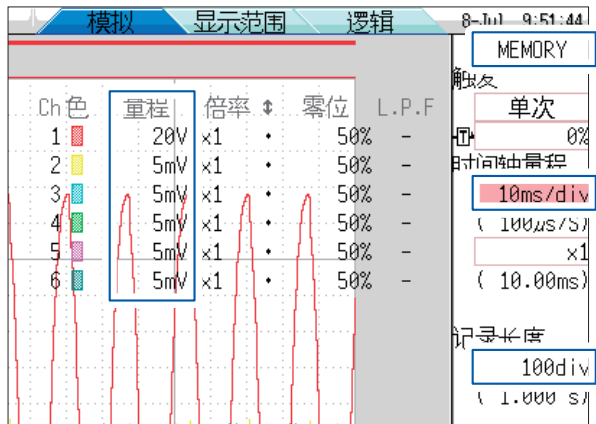 模拟 显示范围 逻辑 8-Jul 9:51:44
MEMORY
触发
Ch 色 量程 倍率 零位 L.P.F
单次
1 20V ×1 • 50% -
T 0%
2 5mV ×1 • 50% -
时间轴量程
3 5mV ×1 • 50% -
10ms/div
4 5mV ×1 • 50% -
( 100µs/S)
5 5mV ×1 • 50% -
×1
6 5mV ×1 • 50% -
( 10.00ms)
记录长度
100div
( 1.000 s)